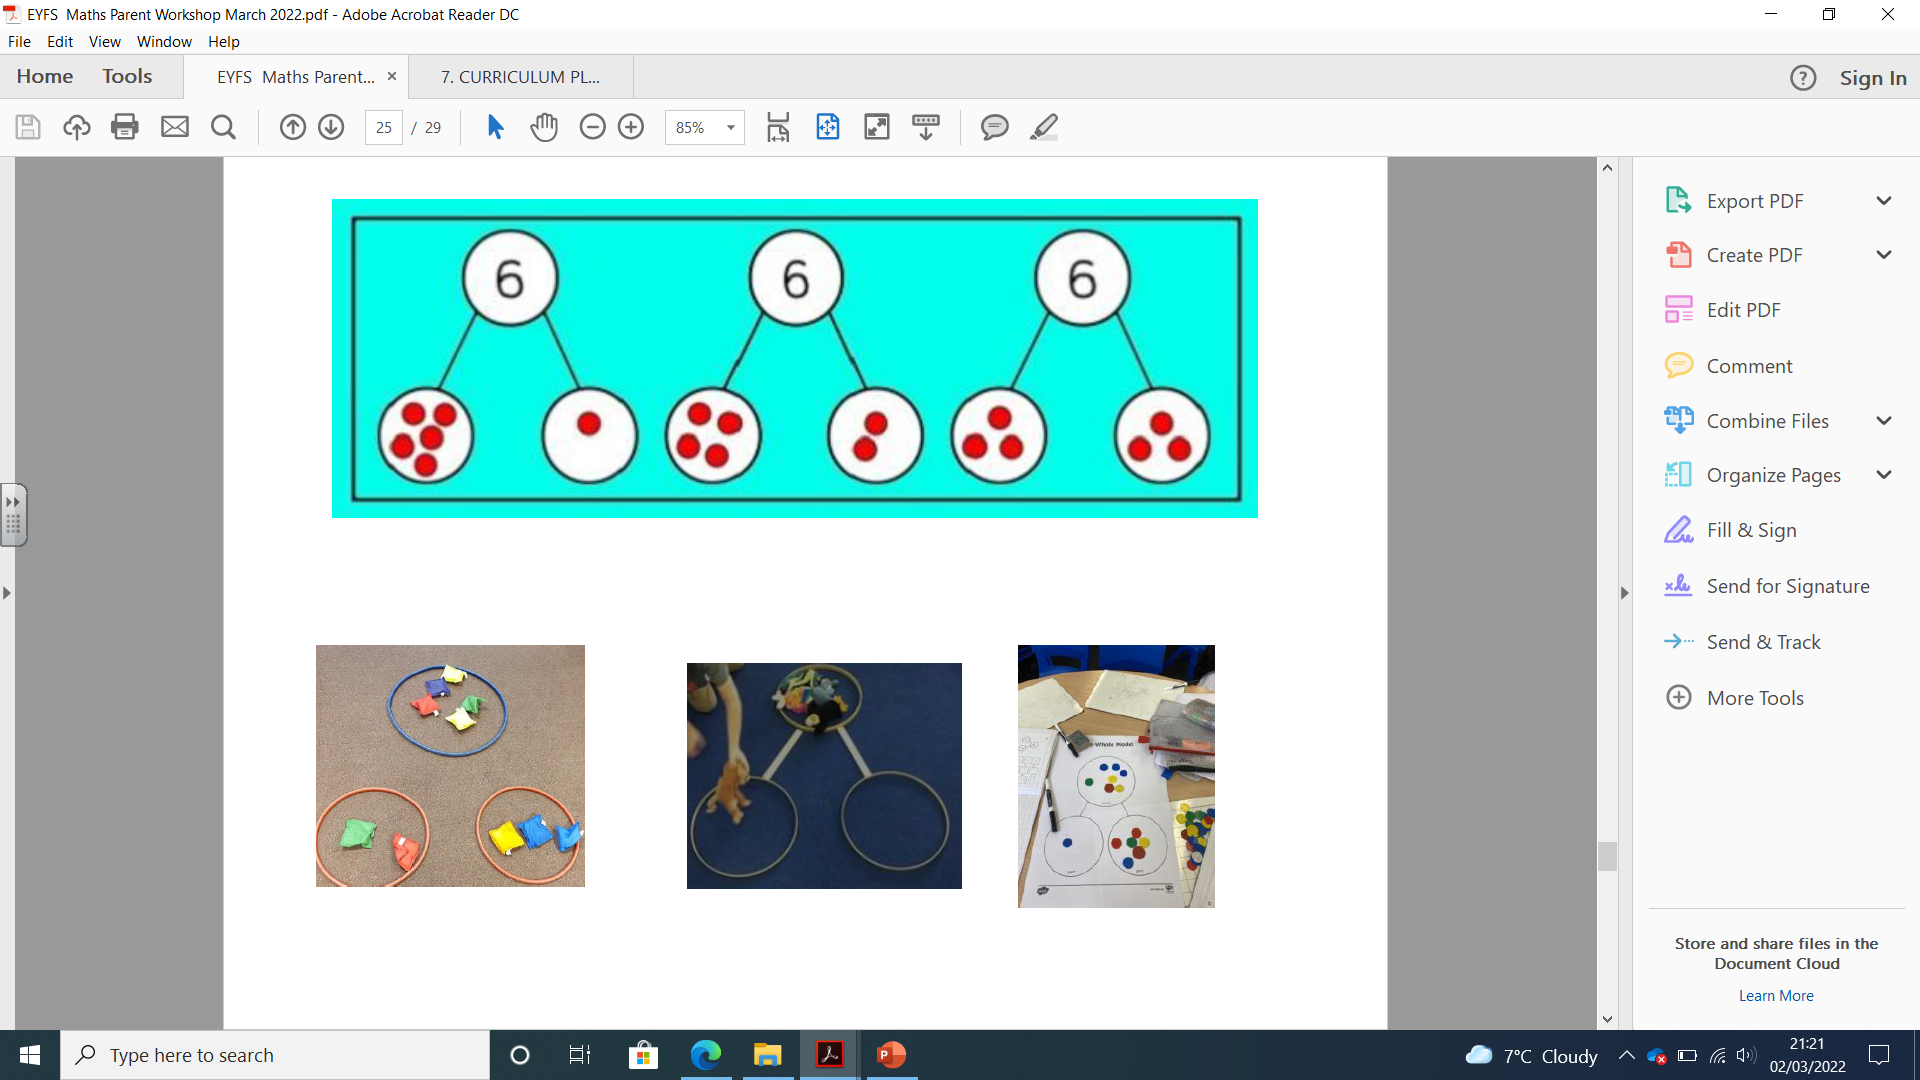 EYFS Maths Parent Workshop March 2022.pdf - Adobe Acrobat Reader DC
File Edit View Window Help
Home Tools EYFS Maths Parent... × 7. CURRICULUM PL... ? Sign In
25 / 29 85%
6 6 6
Export PDF
Create PDF
Edit PDF
Comment
Combine Files
Organize Pages
Fill & Sign
Send for Signature
Send & Track
More Tools
Whole Model
Store and share files in the
Document Cloud
Learn More
Type here to search
7°C Cloudy
21:21
02/03/2022